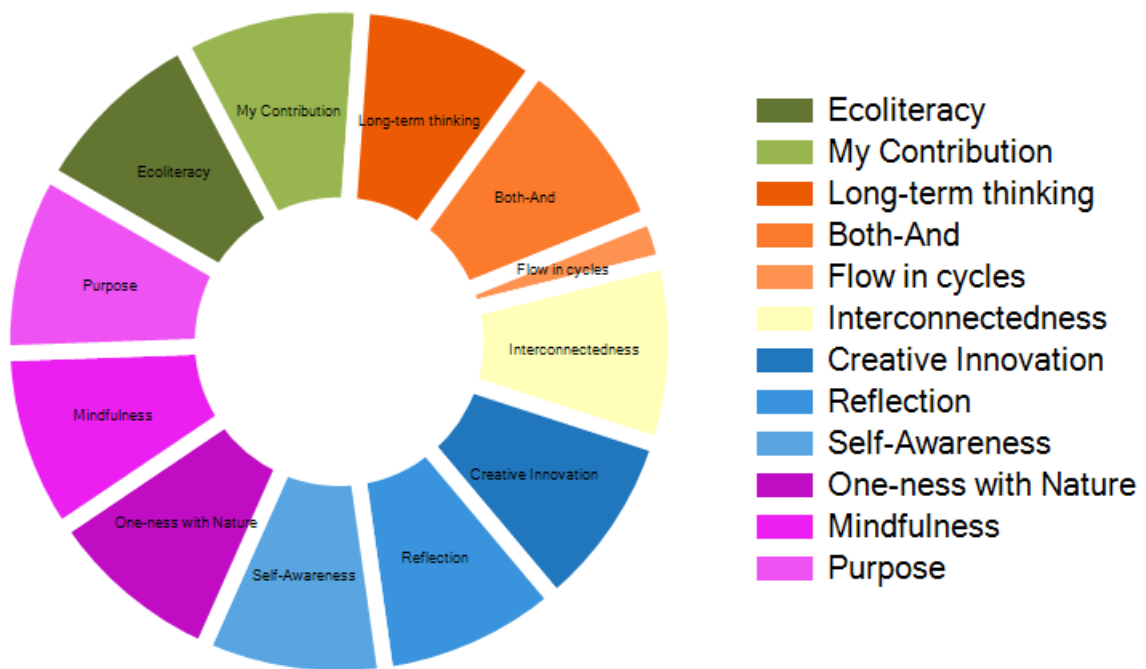 My Contribution
Long-term thinking
Ecoliteracy
Both-And
Flow in cycles
Purpose
Interconnectedness
Mindfulness
Creative Innovation
One-ness with Nature
Reflection
Self-Awareness
Ecoliteracy
My Contribution
Long-term thinking
Both-And
Flow in cycles
Interconnectedness
Creative Innovation
Reflection
Self-Awareness
One-ness with Nature
Mindfulness
Purpose